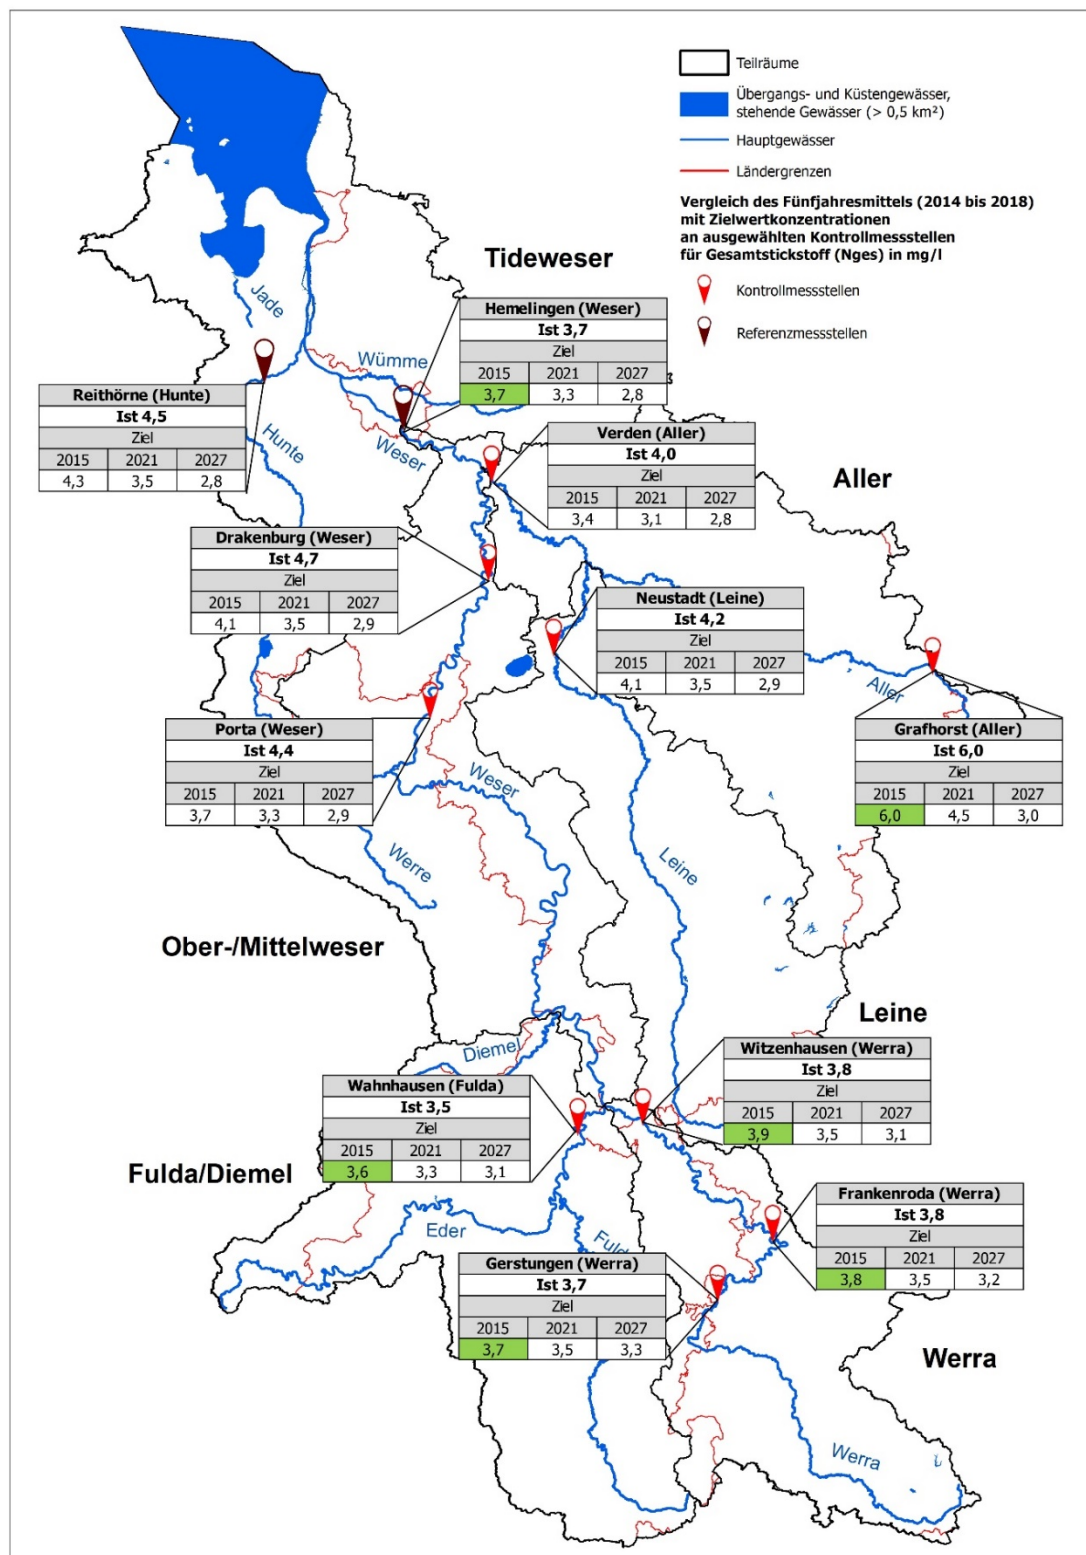 Teilräume
Übergangs- und Küstengewässer,
stehende Gewässer (> 0,5 km²)
Hauptgewässer
Ländergrenzen
Vergleich des Fünfjahresmittels (2014 bis 2018)
mit Zielwertkonzentrationen
an ausgewählten Kontrollmessstellen
für Gesamtstickstoff (Nges) in mg/l
Kontrollmessstellen
Referenzmessstellen
Tideweser
Jade
Hemelingen (Weser)
Ist 3,7
Ziel
2015 2021 2027
3,7 3,3 2,8
Wümme
Reithörne (Hunte)
Ist 4,5
Ziel
2015 2021 2027
4,3 3,5 2,8
Hunte
Weser
Verden (Aller)
Ist 4,0
Ziel
2015 2021 2027
3,4 3,1 2,8
Aller
Drakenburg (Weser)
Ist 4,7
Ziel
2015 2021 2027
4,1 3,5 2,9
Neustadt (Leine)
Ist 4,2
Ziel
2015 2021 2027
4,1 3,5 2,9
Aller
Grafhorst (Aller)
Ist 6,0
Ziel
2015 2021 2027
6,0 4,5 3,0
Porta (Weser)
Ist 4,4
Ziel
2015 2021 2027
3,7 3,3 2,9
Weser
Werre
Leine
Ober-/Mittelweser
Leine
Diemel
Witzenhausen (Werra)
Ist 3,8
Ziel
2015 2021 2027
3,9 3,5 3,1
Wahnhausen (Fulda)
Ist 3,5
Ziel
2015 2021 2027
3,6 3,3 3,1
Fulda/Diemel
Eder
Fuld
Frankenroda (Werra)
Ist 3,8
Ziel
2015 2021 2027
3,8 3,5 3,2
Gerstungen (Werra)
Ist 3,7
Ziel
2015 2021 2027
3,7 3,5 3,3
Werra
Werra